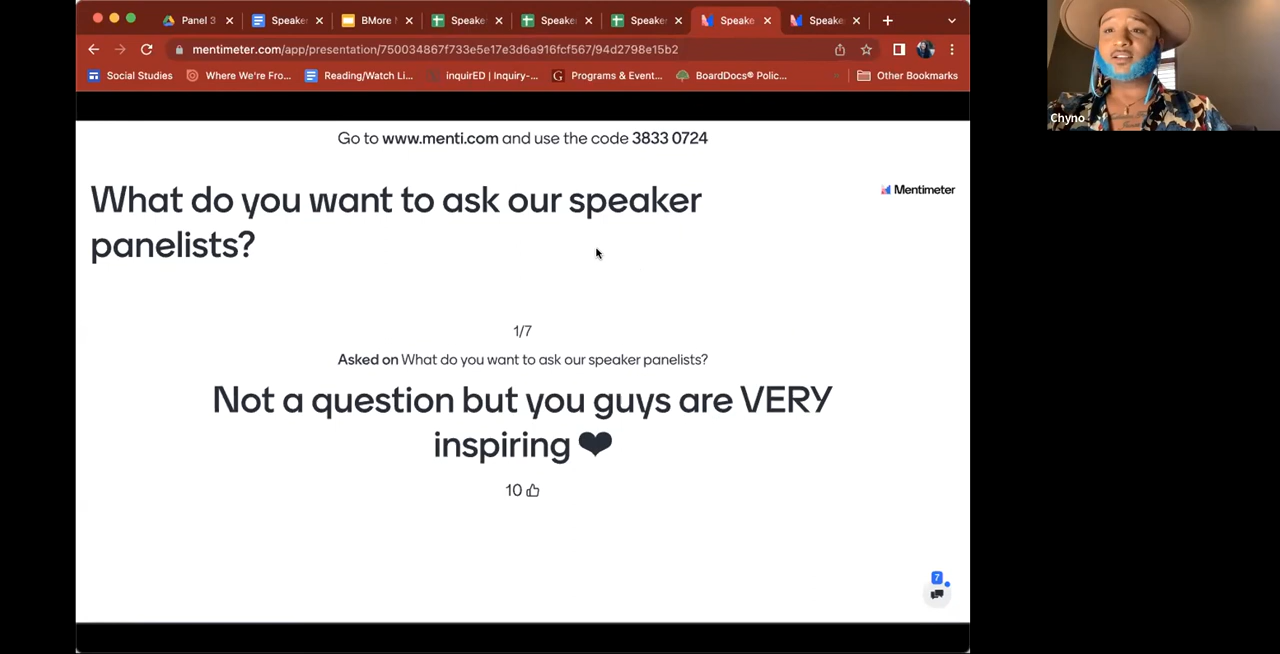 Panel 3
Speaker
BMore
Speake
Speake
Speake
Speake
Speake
mentimeter.com/app/presentation/750034867f733e5e17e3d6a916fcf567/94d2798e15b2
Social Studies
Where We're Fro...
Reading/Watch Li...
inquirED | Inquiry-...
Programs & Event...
BoardDocs® Polic...
Other Bookmarks
Chyno
Go to www.menti.com and use the code 3833 0724
What do you want to ask our speaker
panelists?
Mentimeter
1/7
Asked on What do you want to ask our speaker panelists?
Not a question but you guys are VERY
inspiring ❤
10
7